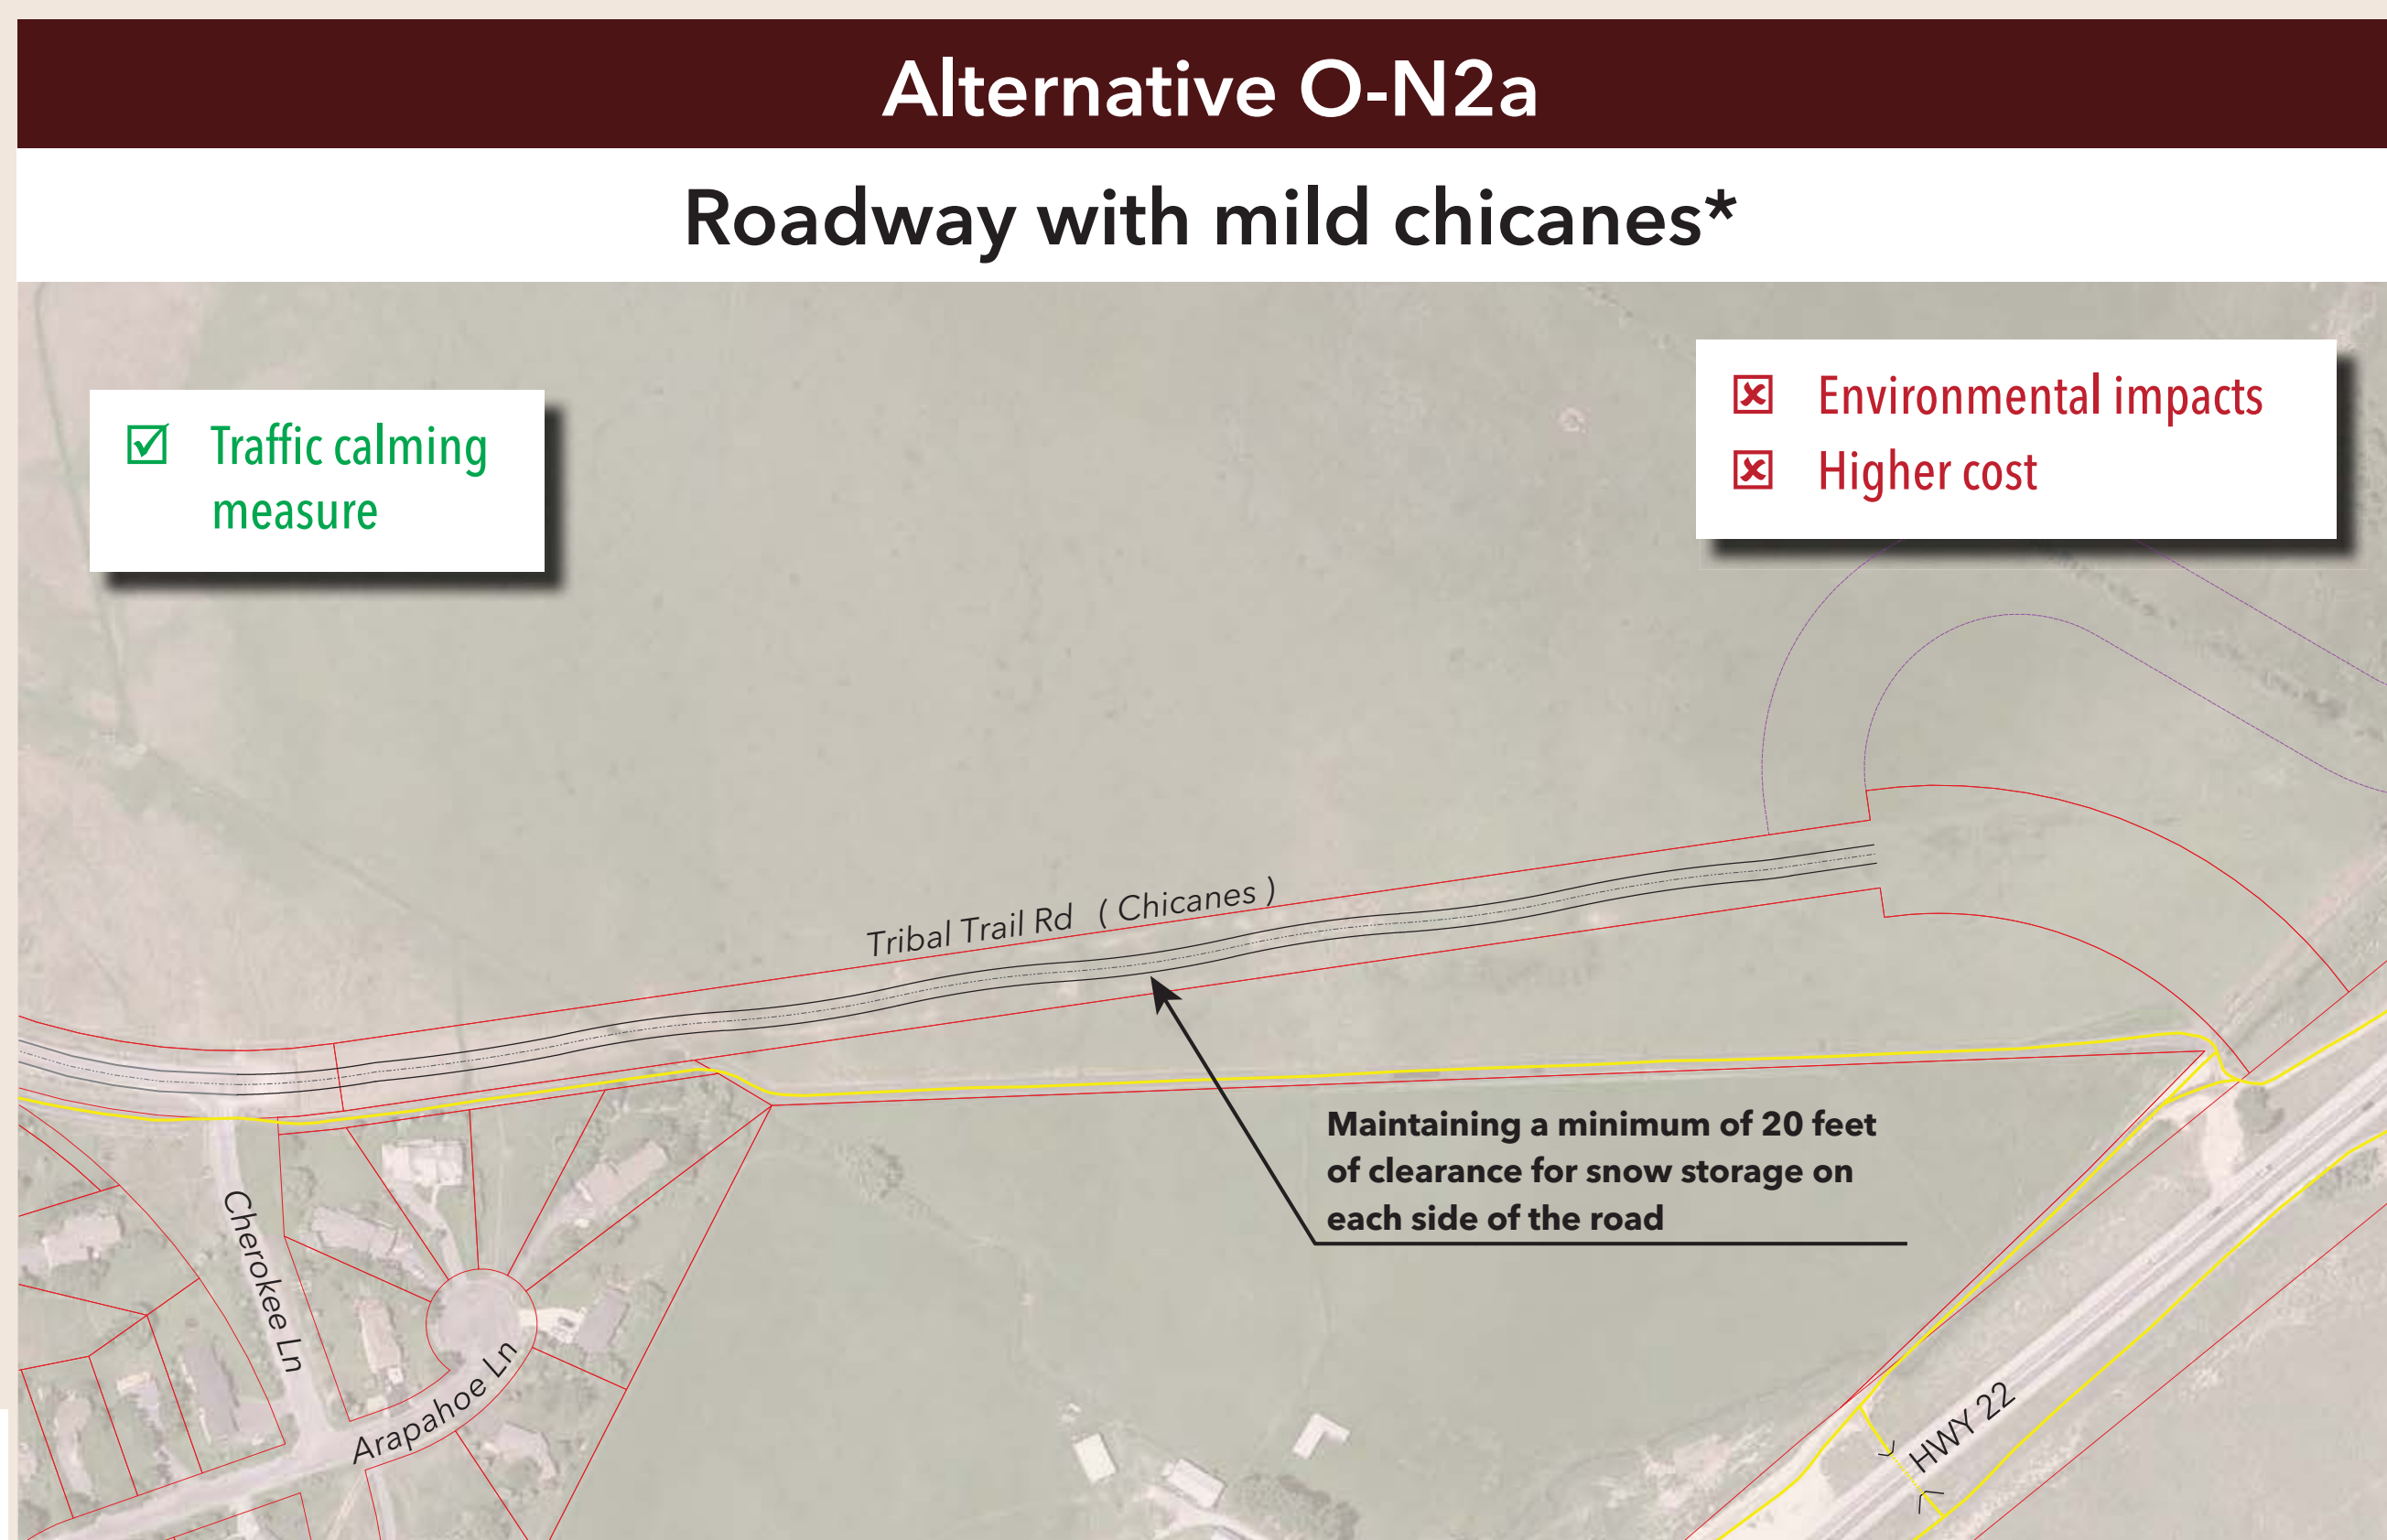 Alternative O-N2a
Roadway with mild chicanes*
Traffic calming
measure
Environmental impacts
Higher cost
Tribal Trail Rd ( Chicanes )
Maintaining a minimum of 20 feet
of clearance for snow storage on
each side of the road
Cherokee Ln
Arapahoe Ln
HWY 22